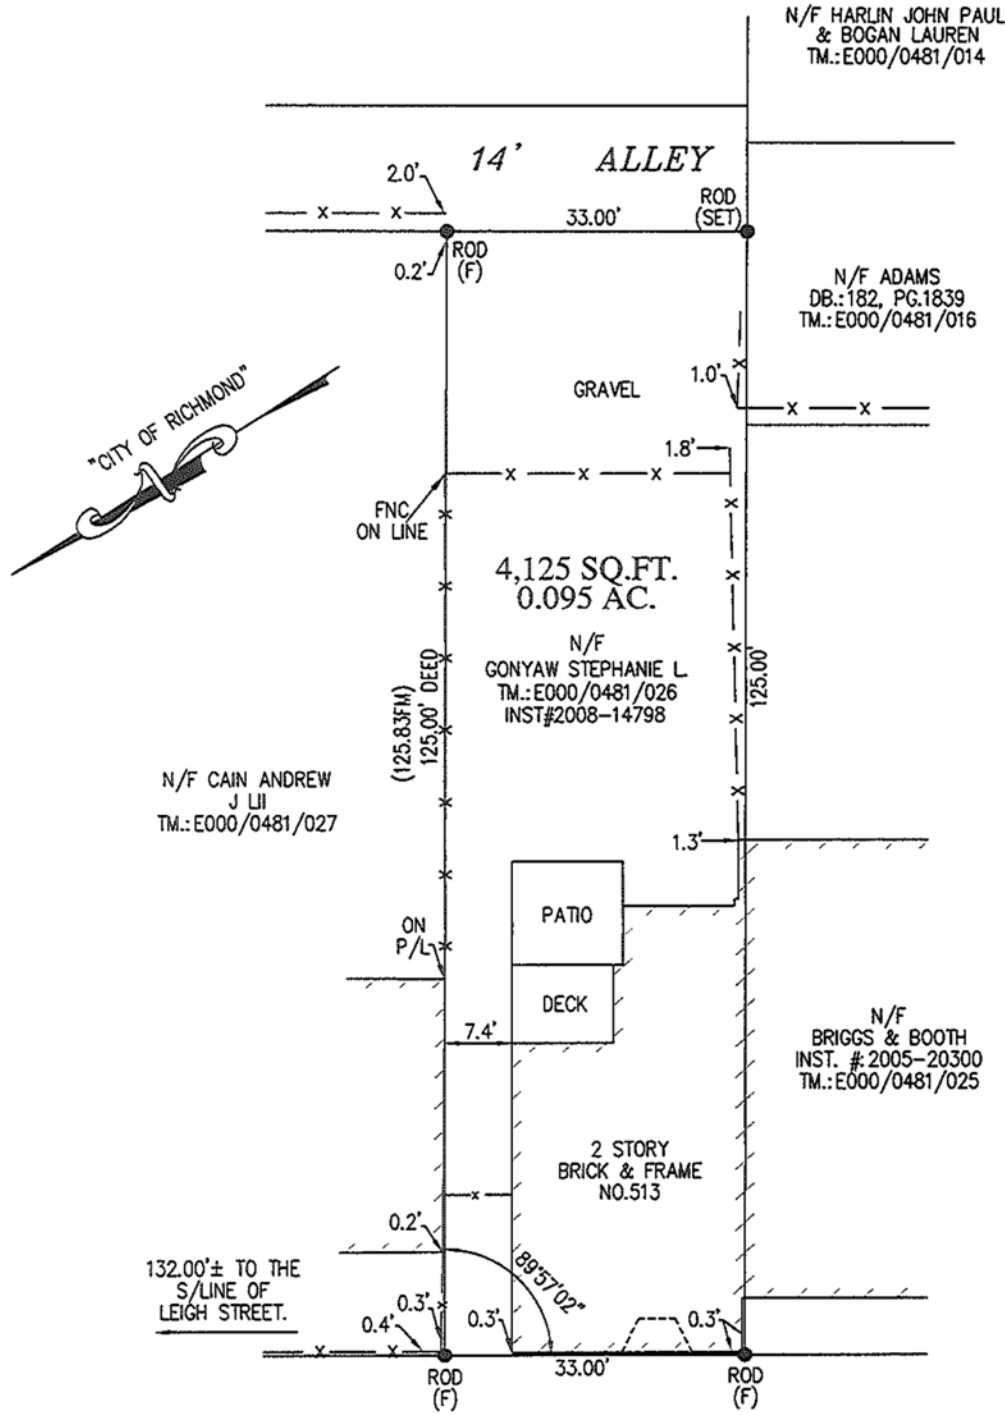 N/F HARLIN JOHN PAUL
& BOGAN LAUREN
TM.: E000/0481/014
14' ALLEY
2.0'
ROD
(SET)
33.00'
ROD
(F)
0.2'
N/F ADAMS
DB.: 182, PG.1839
TM.: E000/0481/016
"CITY OF RICHMOND"
GRAVEL
1.0'
1.8'
FNC
ON LINE
4,125 SQ.FT.
0.095 AC.
N/F
GONYAW STEPHANIE L
TM.: E000/0481/026
INST#2008-14798
(125.83FM)
125.00' DEED
125.00'
N/F CAIN ANDREW
J LII
TM.: E000/0481/027
1.3'
PATIO
ON
P/L
DECK
7.4'
N/F
BRIGGS & BOOTH
INST. #: 2005-20300
TM.: E000/0481/025
2 STORY
BRICK & FRAME
NO.513
0.2'
89°57'02"
132.00'± TO THE
S/LINE OF
LEIGH STREET.
0.3'
0.4'
0.3'
0.3'
33.00'
ROD
(F)
ROD
(F)